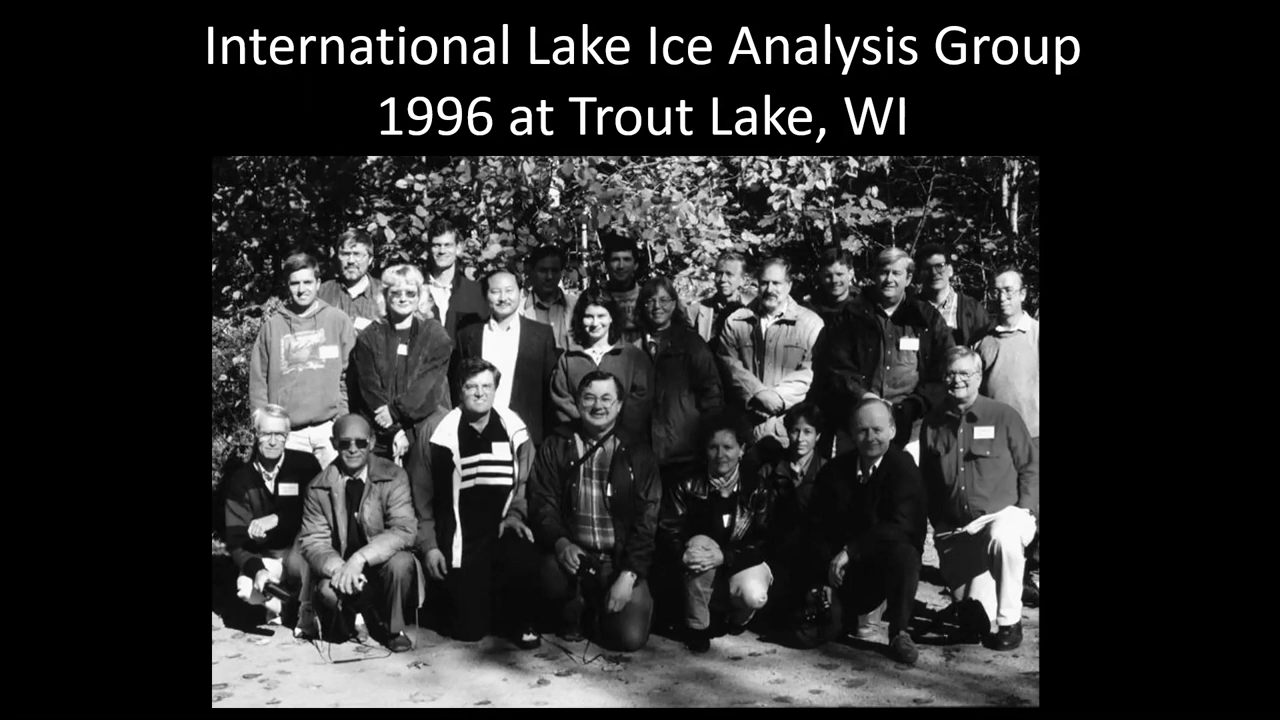 International Lake Ice Analysis Group
1996 at Trout Lake, WI